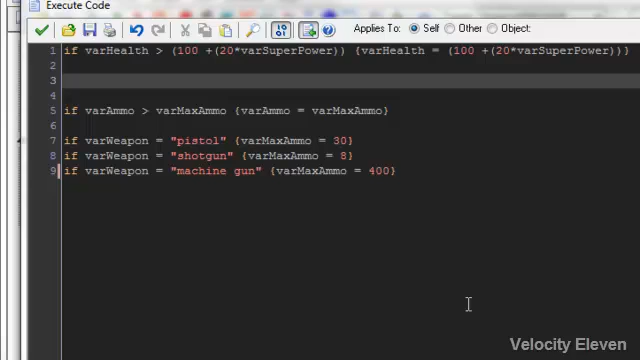 Execute Code
Applies To: Self Other Object:
1 if varHealth > (100 +(20*varSuperPower)) {varHealth = (100 +(20*varSuperPower))}
2
3
4
5 if varAmmo > varMaxAmmo {varAmmo = varMaxAmmo}
6
7 if varWeapon = "pistol" {varMaxAmmo = 30}
8 if varWeapon = "shotgun" {varMaxAmmo = 8}
9 if varWeapon = "machine gun" {varMaxAmmo = 400}
Velocity Eleven